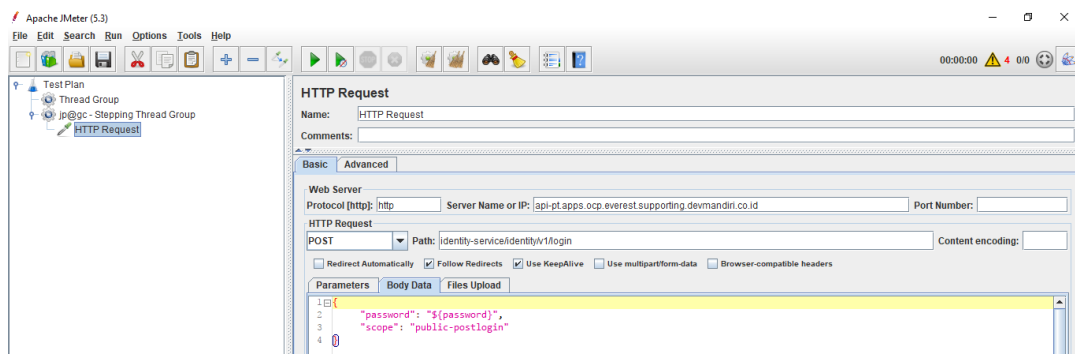 Apache JMeter (5.3)
File Edit Search Run Options Tools Help
00:00:00 4 0/0
Test Plan
Thread Group
jp@gc - Stepping Thread Group
HTTP Request
HTTP Request
Name: HTTP Request
Comments:
Basic Advanced
Web Server
Protocol [http]: http Server Name or IP: api-pt.apps.ocp.everest.supporting.devmandiri.co.id Port Number:
HTTP Request
POST Path: identity-service/identity/v1/login Content encoding:
Redirect Automatically Follow Redirects Use KeepAlive Use multipart/form-data Browser-compatible headers
Parameters Body Data Files Upload
1 {
2 "password": "${password}",
3 "scope": "public-postlogin"
4 }